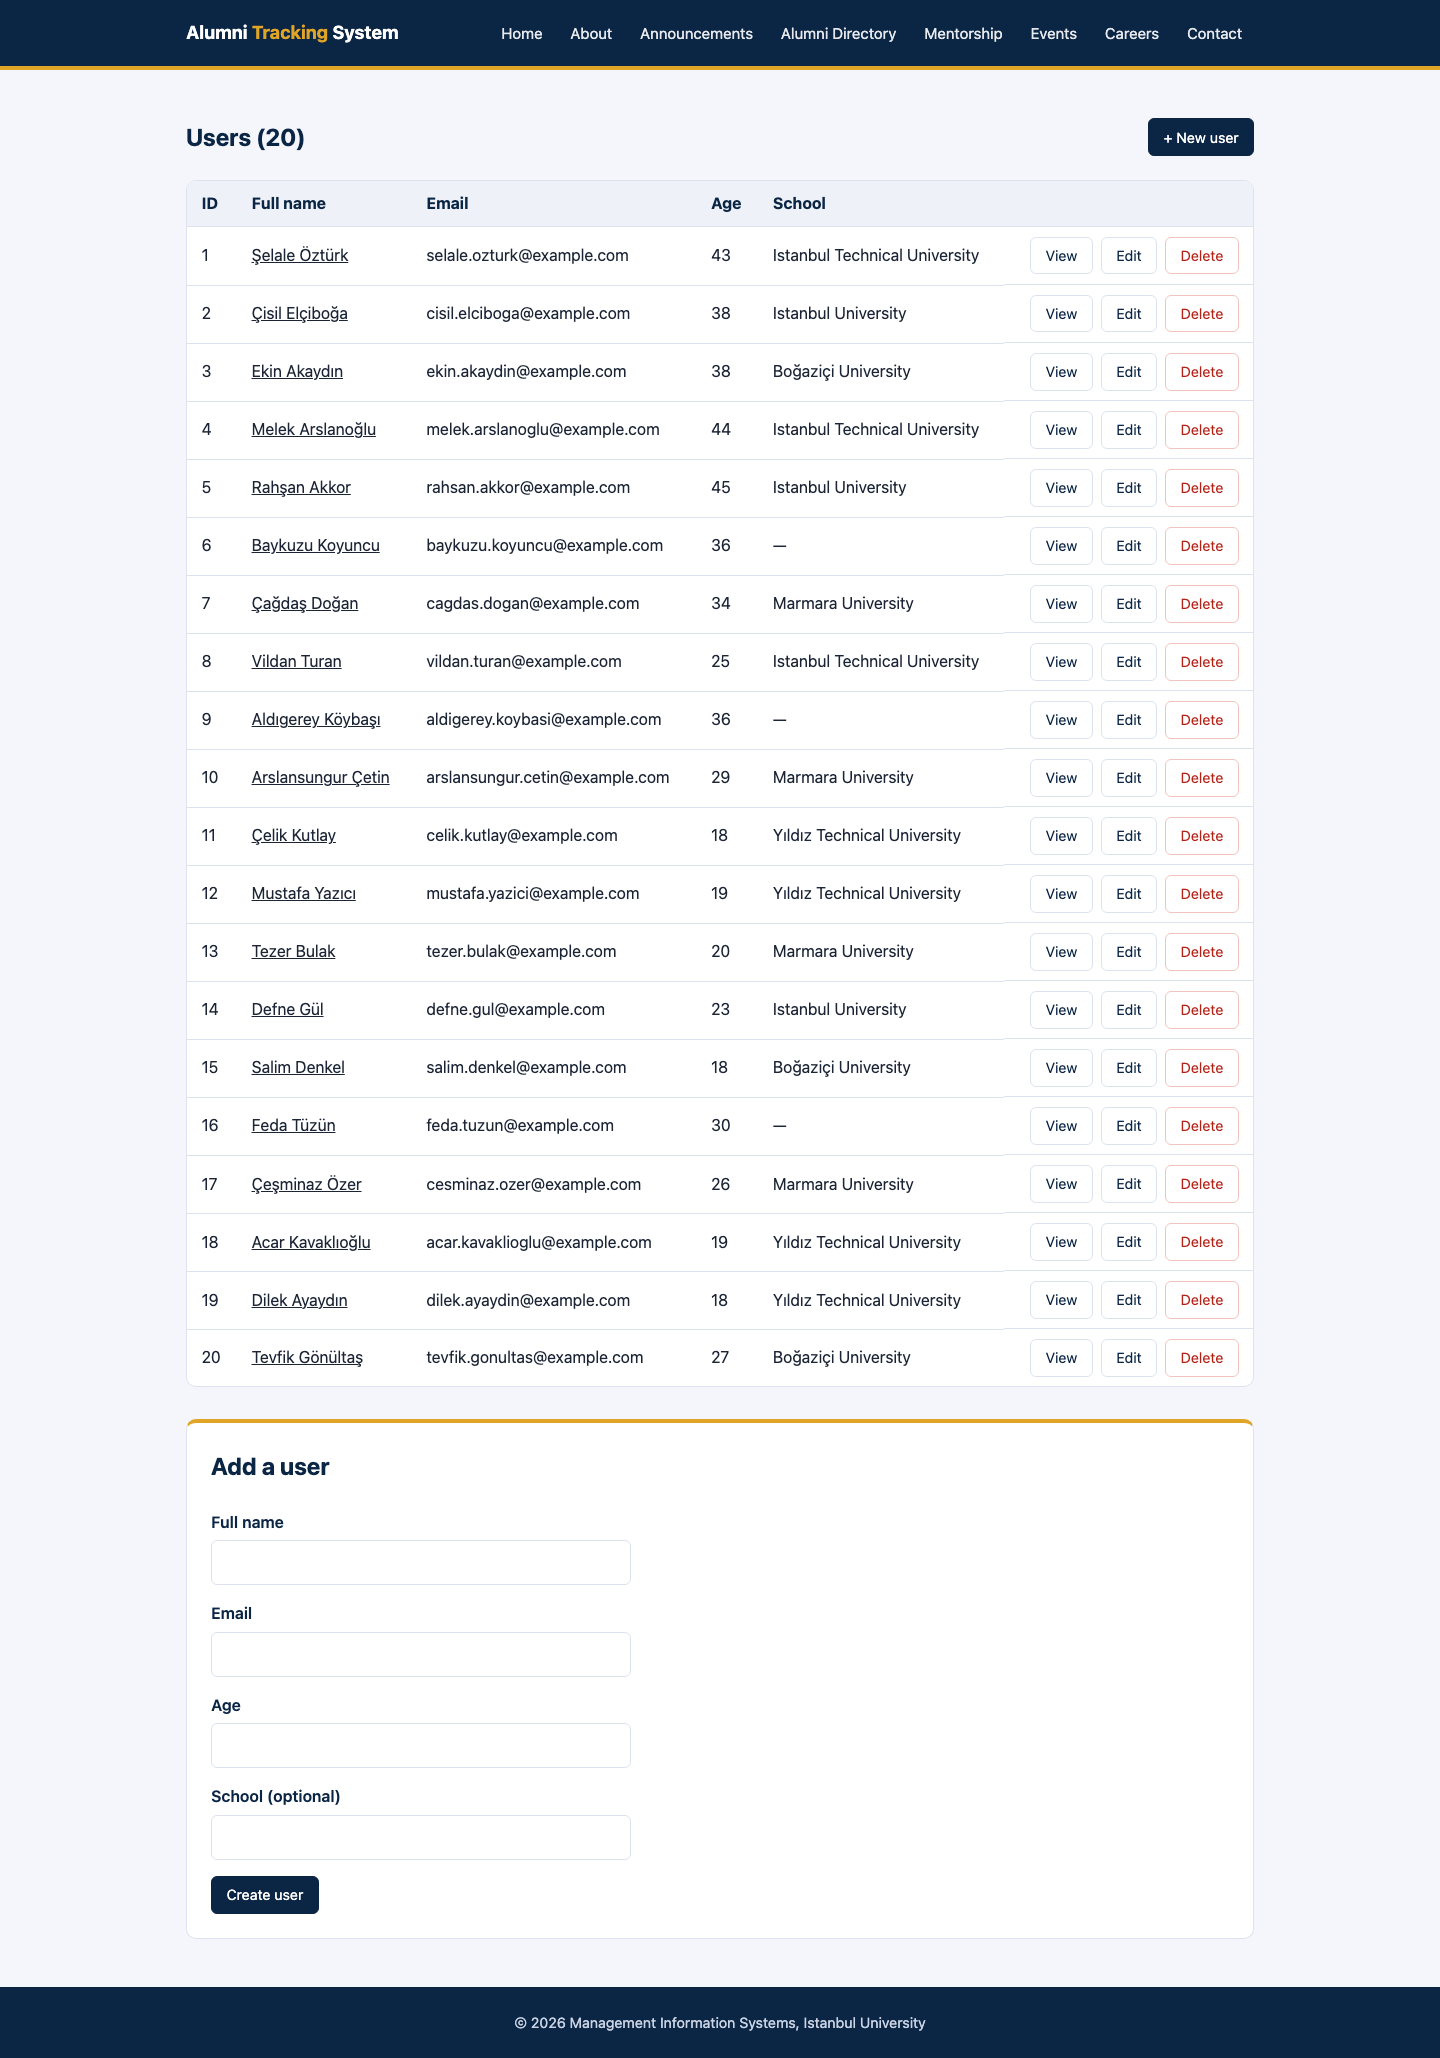 Alumni Tracking System Home About Announcements Alumni Directory Mentorship Events Careers Contact
Users (20) + New user
ID Full name Email Age School
1 Şelale Öztürk selale.ozturk@example.com 43 Istanbul Technical University View Edit Delete
2 Çisil Elçiboğa cisil.elciboga@example.com 38 Istanbul University View Edit Delete
3 Ekin Akaydın ekin.akaydin@example.com 38 Boğaziçi University View Edit Delete
4 Melek Arslanoğlu melek.arslanoglu@example.com 44 Istanbul Technical University View Edit Delete
5 Rahşan Akkor rahsan.akkor@example.com 45 Istanbul University View Edit Delete
6 Baykuzu Koyuncu baykuzu.koyuncu@example.com 36 — View Edit Delete
7 Çağdaş Doğan cagdas.dogan@example.com 34 Marmara University View Edit Delete
8 Vildan Turan vildan.turan@example.com 25 Istanbul Technical University View Edit Delete
9 Aldıgerey Köybaşı aldigerey.koybasi@example.com 36 — View Edit Delete
10 Arslansungur Çetin arslansungur.cetin@example.com 29 Marmara University View Edit Delete
11 Çelik Kutlay celik.kutlay@example.com 18 Yıldız Technical University View Edit Delete
12 Mustafa Yazıcı mustafa.yazici@example.com 19 Yıldız Technical University View Edit Delete
13 Tezer Bulak tezer.bulak@example.com 20 Marmara University View Edit Delete
14 Defne Gül defne.gul@example.com 23 Istanbul University View Edit Delete
15 Salim Denkel salim.denkel@example.com 18 Boğaziçi University View Edit Delete
16 Feda Tüzün feda.tuzun@example.com 30 — View Edit Delete
17 Çeşminaz Özer cesminaz.ozer@example.com 26 Marmara University View Edit Delete
18 Acar Kavaklıoğlu acar.kavaklioglu@example.com 19 Yıldız Technical University View Edit Delete
19 Dilek Ayaydın dilek.ayaydin@example.com 18 Yıldız Technical University View Edit Delete
20 Tevfik Gönültaş tevfik.gonultas@example.com 27 Boğaziçi University View Edit Delete
Add a user
Full name
Email
Age
School (optional)
Create user
© 2026 Management Information Systems, Istanbul University